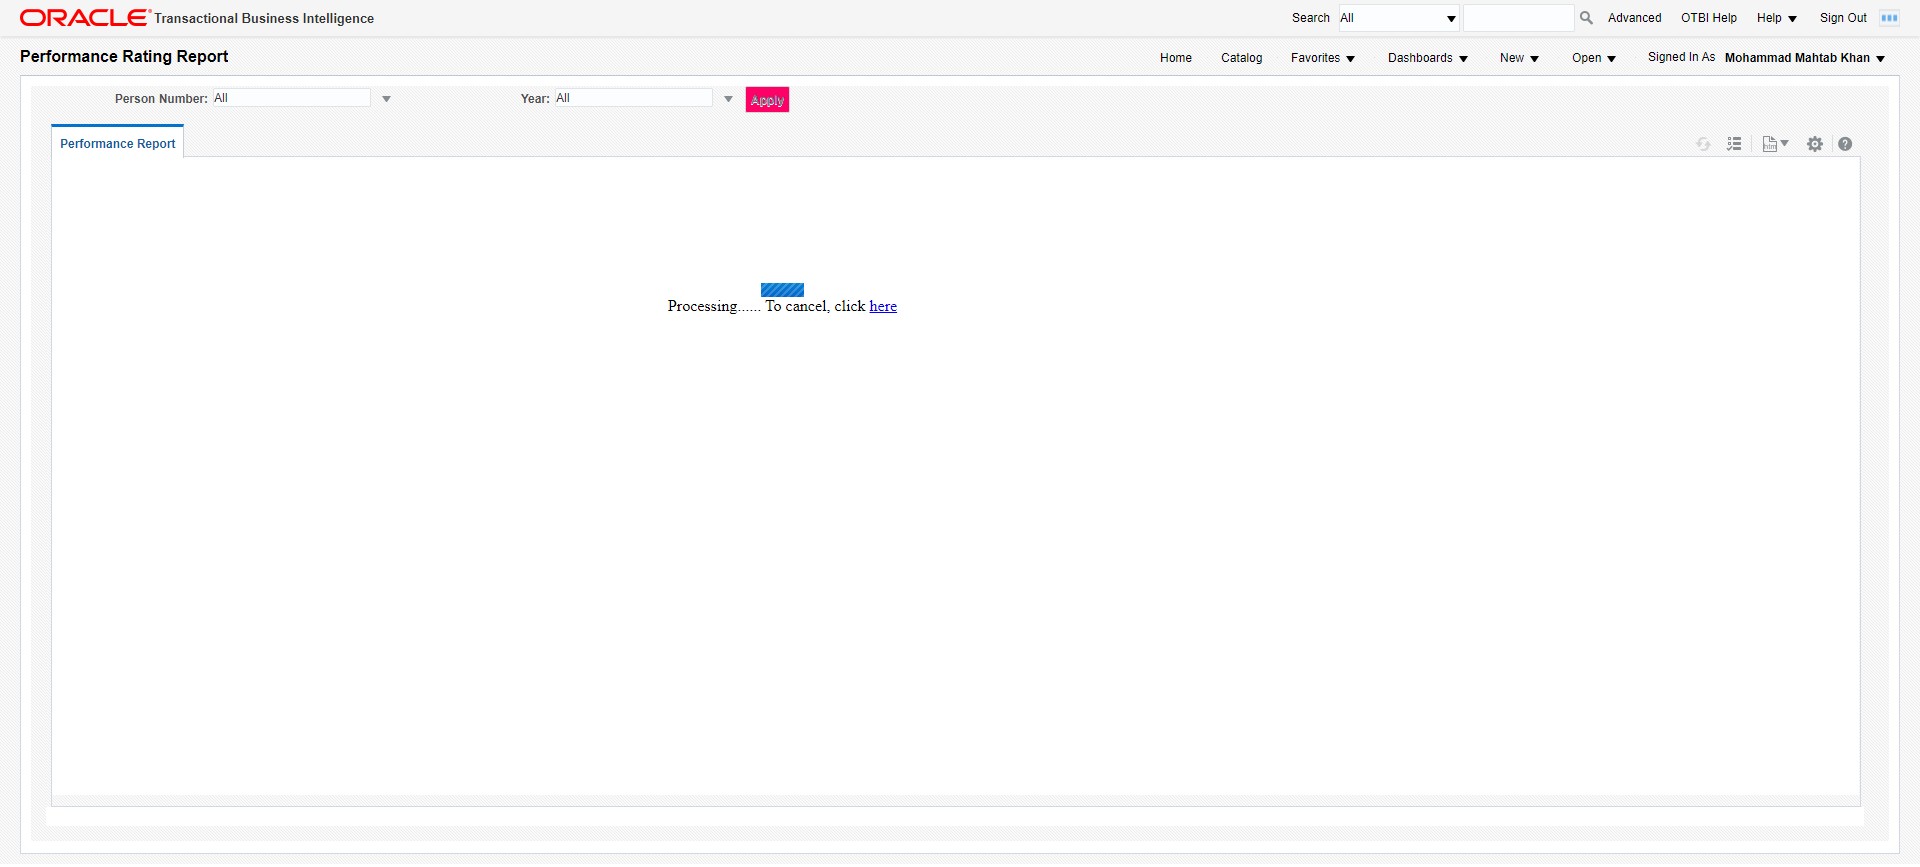 ORACLE Transactional Business Intelligence
Search All Advanced OTBI Help Help Sign Out
Performance Rating Report
Home Catalog Favorites Dashboards New Open Signed In As Mohammad Mahtab Khan
Person Number: All Year: All Apply
Performance Report
Processing...... To cancel, click here